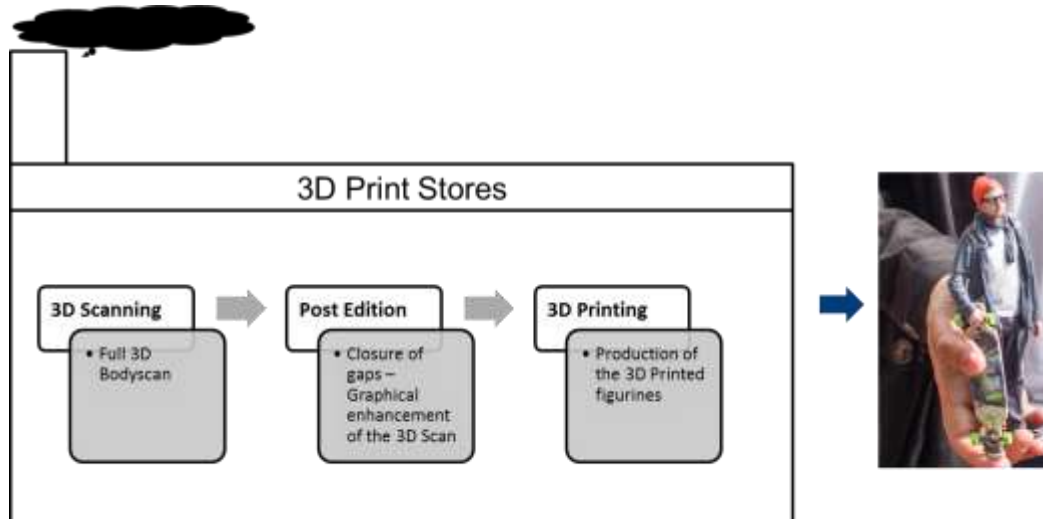 3D Print Stores
3D Scanning
• Full 3D
Bodyscan
Post Edition
• Closure of
gaps –
Graphical
enhancement
of the 3D Scan
3D Printing
• Production of
the 3D Printed
figurines